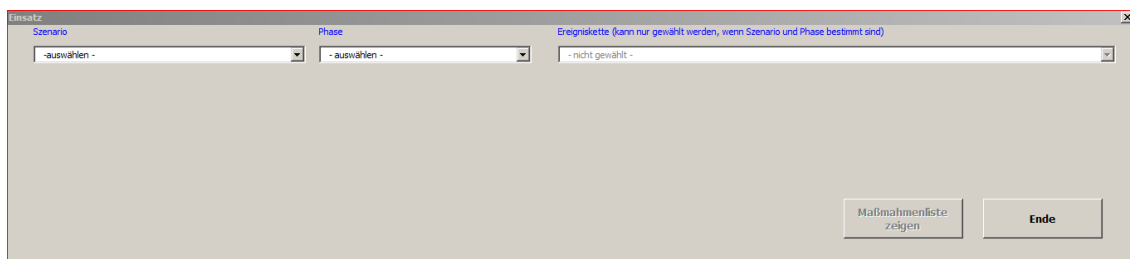 Einsatz
Szenario
Phase
Ereigniskette (kann nur gewählt werden, wenn Szenario und Phase bestimmt sind)
-auswählen -
- auswählen -
- nicht gewählt -
Maßmahmenliste
zeigen
Ende